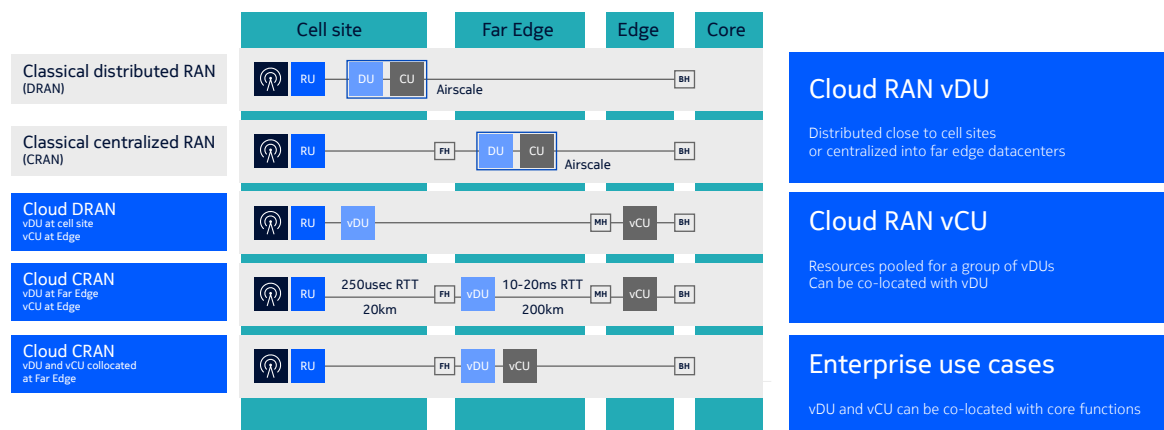 Cell site
Far Edge
Edge
Core
Classical distributed RAN
(DRAN)
RU
DU
CU
Airscale
BH
Classical centralized RAN
(CRAN)
RU
FH
DU
CU
Airscale
BH
Cloud DRAN
vDU at cell site
vCU at Edge
RU
vDU
MH
vCU
BH
Cloud CRAN
vDU at Far Edge
vCU at Edge
RU
250usec RTT
20km
FH
vDU
10-20ms RTT
200km
MH
vCU
BH
Cloud CRAN
vDU and vCU collocated
at Far Edge
RU
FH
vDU
vCU
BH
Cloud RAN vDU
Distributed close to cell sites
or centralized into far edge datacenters
Cloud RAN vCU
Resources pooled for a group of vDUs
Can be co-located with vDU
Enterprise use cases
vDU and vCU can be co-located with core functions